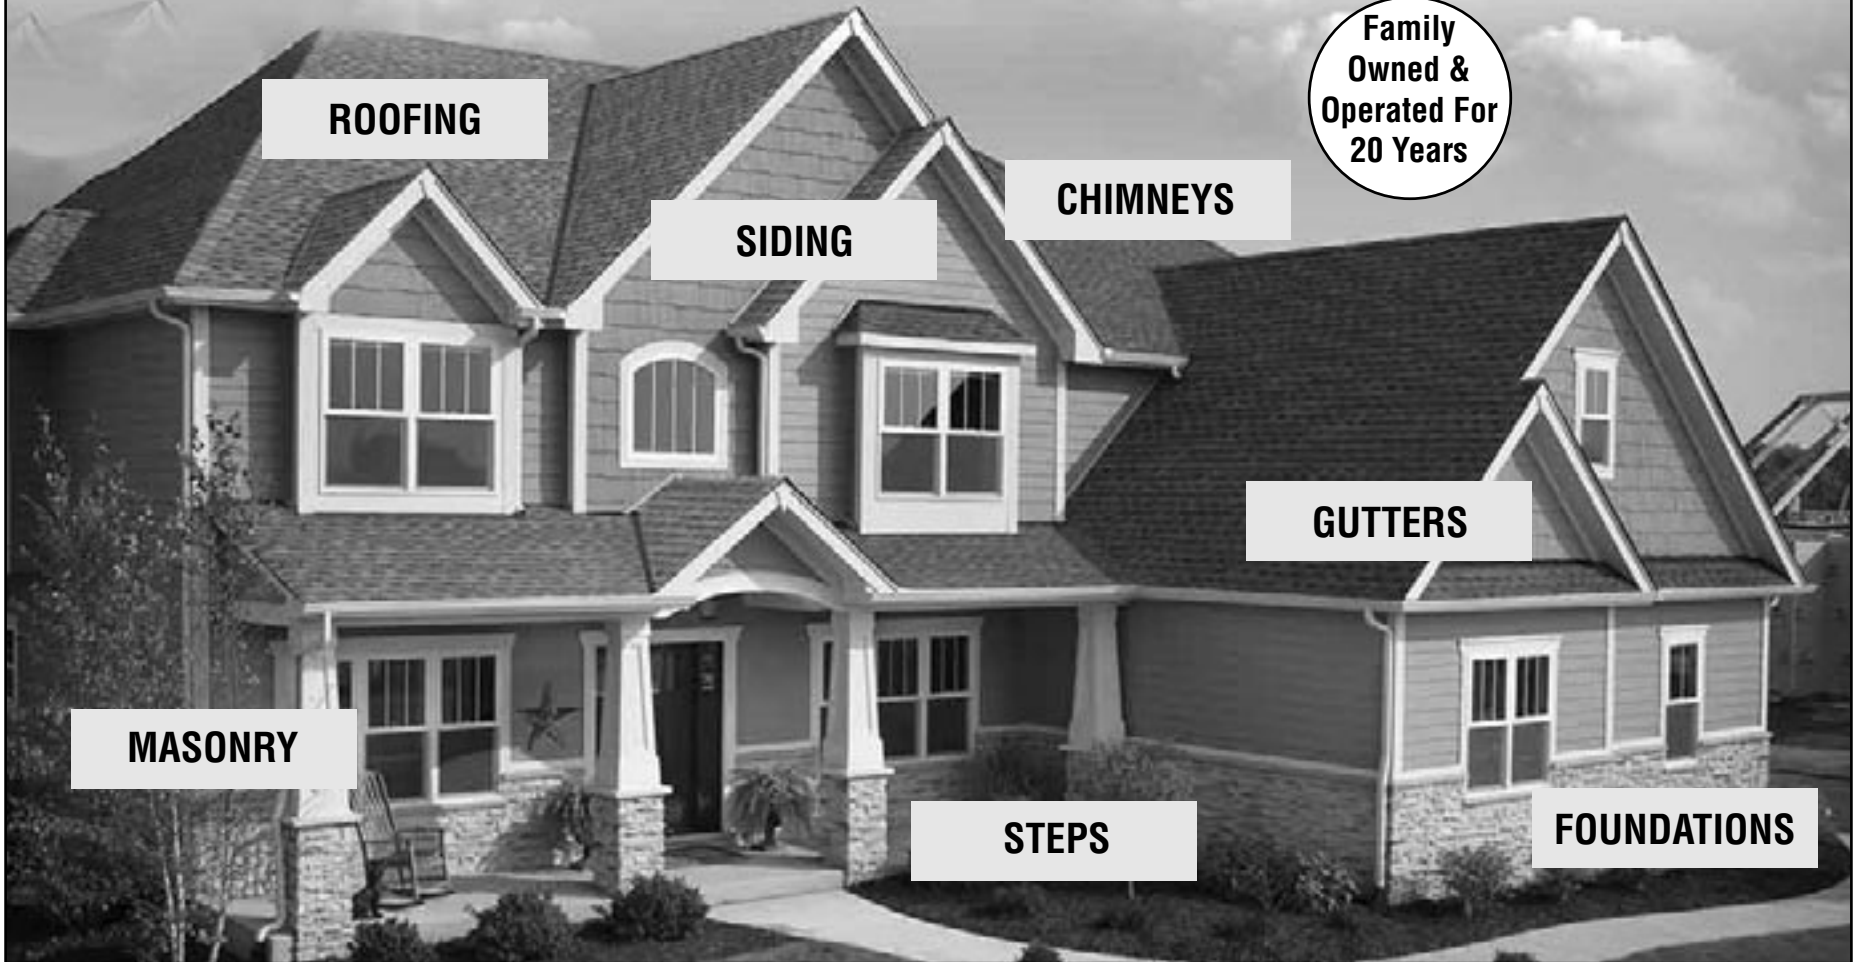 Family
Owned &
Operated For
20 Years
ROOFING
CHIMNEYS
SIDING
GUTTERS
MASONRY
STEPS
FOUNDATIONS